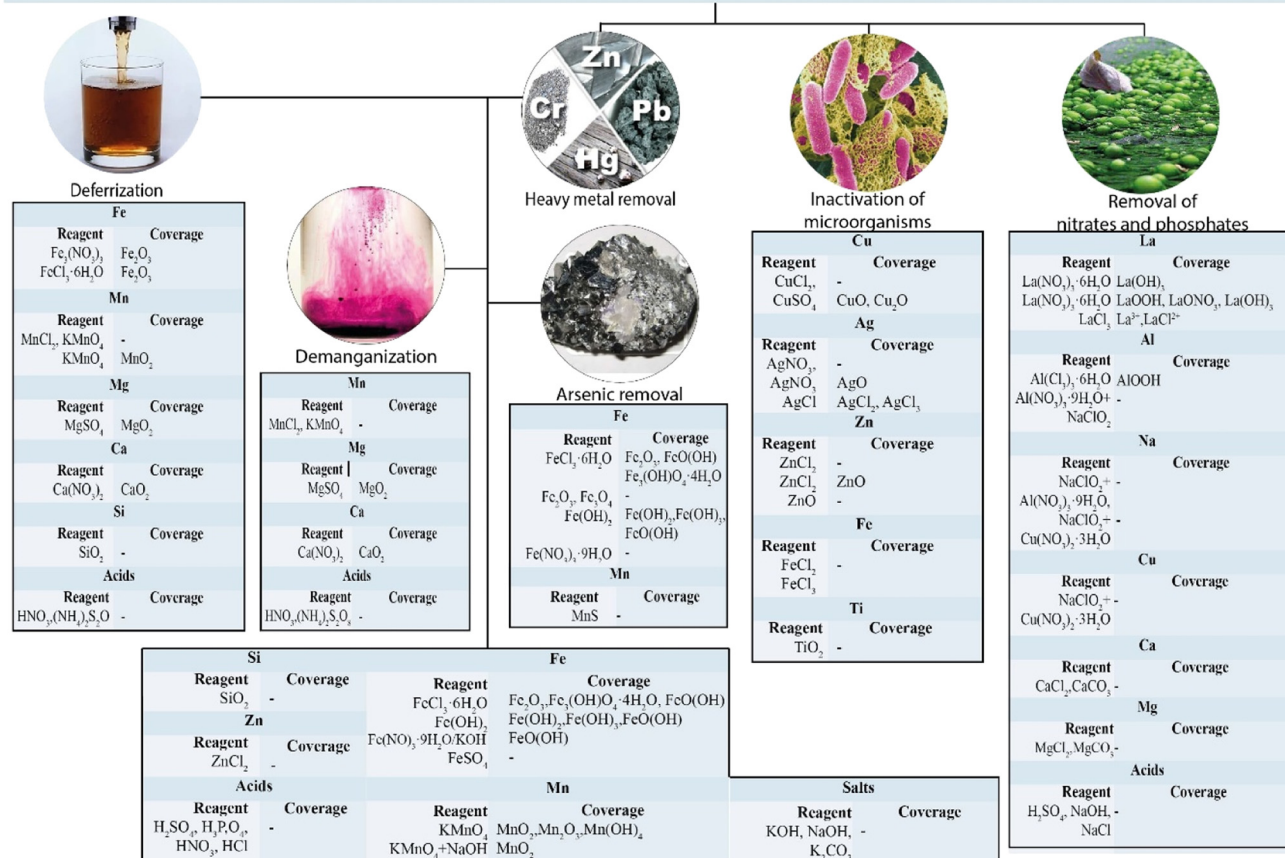 Zn
Cr
Pb
Hg
Deferrization
Fe
Reagent Coverage
Fe₃(NO₃)₃ Fe₂O₃
FeCl₃·6H₂O Fe₂O₃
Mn
Reagent Coverage
MnCl₂, KMnO₄ -
KMnO₄ MnO₂
Mg
Reagent Coverage
MgSO₄ MgO₂
Ca
Reagent Coverage
Ca(NO₃)₂ CaO₂
Si
Reagent Coverage
SiO₂ -
Acids
Reagent Coverage
HNO₃,(NH₄)₂S₂O -
Demanganization
Mn
Reagent Coverage
MnCl₂, KMnO₄ -
Mg
Reagent Coverage
MgSO₄ MgO₂
Ca
Reagent Coverage
Ca(NO₃)₂ CaO₂
Acids
Reagent Coverage
HNO₃,(NH₄)₂S₂O₈ -
Heavy metal removal
Arsenic removal
Fe
Reagent Coverage
FeCl₃·6H₂O Fe₂O₃, FeO(OH)
Fe₃(OH)O₄·4H₂O
Fe₂O₃, Fe₃O₄ -
Fe(OH)₂ Fe(OH)₂,Fe(OH)₃,
FeO(OH)
Fe(NO₃)₃·9H₂O -
Mn
Reagent Coverage
MnS -
Inactivation of
microorganisms
Cu
Reagent Coverage
CuCl₂, -
CuSO₄ CuO, Cu₂O
Ag
Reagent Coverage
AgNO₃, -
AgNO₃ AgO
AgCl AgCl₂, AgCl₃
Zn
Reagent Coverage
ZnCl₂ -
ZnCl₂ ZnO
ZnO -
Fe
Reagent Coverage
FeCl₂ -
FeCl₃
Ti
Reagent Coverage
TiO₂ -
Removal of
nitrates and phosphates
La
Reagent Coverage
La(NO₃)₃·6H₂O La(OH)₃
La(NO₃)₃·6H₂O LaOOH, LaONO₃, La(OH)₃
LaCl₃ La³⁺,LaCl²⁺
Al
Reagent Coverage
Al(Cl₃)₃·6H₂O AlOOH
Al(NO₃)₃·9H₂O+ -
NaClO₂
Na
Reagent Coverage
NaClO₂+ -
Al(NO₃)₃·9H₂O,
NaClO₂+ -
Cu(NO₃)₂·3H₂O
Cu
Reagent Coverage
NaClO₂+ -
Cu(NO₃)₂·3H₂O
Ca
Reagent Coverage
CaCl₂,CaCO₃ -
Mg
Reagent Coverage
MgCl₂,MgCO₃ -
Acids
Reagent Coverage
H₂SO₄, NaOH, -
NaCl
Si
Reagent Coverage
SiO₂ -
Zn
Reagent Coverage
ZnCl₂ -
Acids
Reagent Coverage
H₂SO₄, H₃P,O₄, -
HNO₃, HCl
Fe
Reagent Coverage
FeCl₃·6H₂O Fe₂O₃,Fe₃(OH)O₄·4H₂O, FeO(OH)
Fe(OH)₂ Fe(OH)₂,Fe(OH)₃,FeO(OH)
Fe(NO)₃·9H₂O/KOH FeO(OH)
FeSO₄ -
Mn
Reagent Coverage
KMnO₄ MnO₂,Mn₂O₃,Mn(OH)₄
KMnO₄+NaOH MnO₂
Salts
Reagent Coverage
KOH, NaOH, -
K₂CO₃